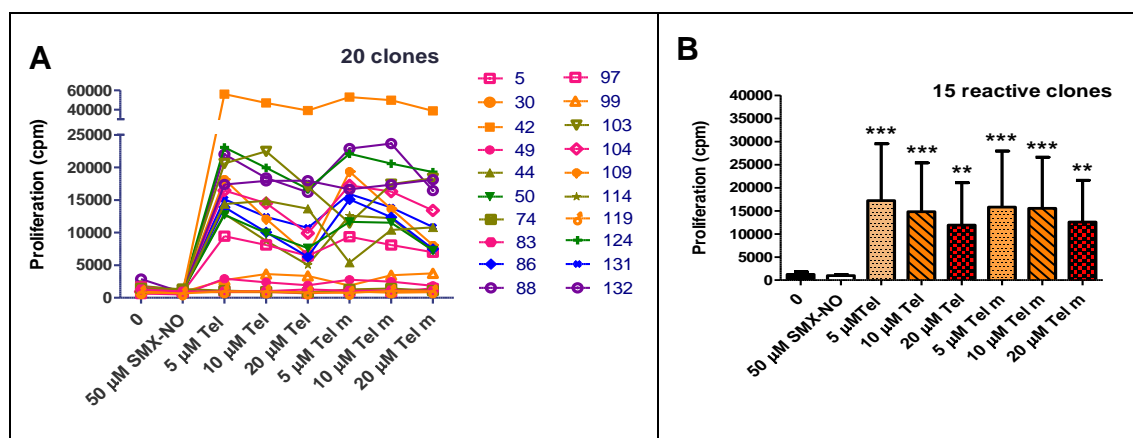 A
20 clones
Proliferation (cpm)
60000
40000
20000
25000
20000
15000
10000
5000
0
0
50 µM SMX-NO
5 µM Tel
10 µM Tel
20 µM Tel
5 µM Tel m
10 µM Tel m
20 µM Tel m
5
30
42
49
44
50
74
83
86
88
97
99
103
104
109
114
119
124
131
132
B
15 reactive clones
Proliferation (cpm)
40000
35000
30000
25000
20000
15000
10000
5000
0
***
***
**
***
***
**
0
50 µM SMX-NO
5 µMTel
10 µM Tel
20 µM Tel
5 µM Tel m
10 µM Tel m
20 µM Tel m